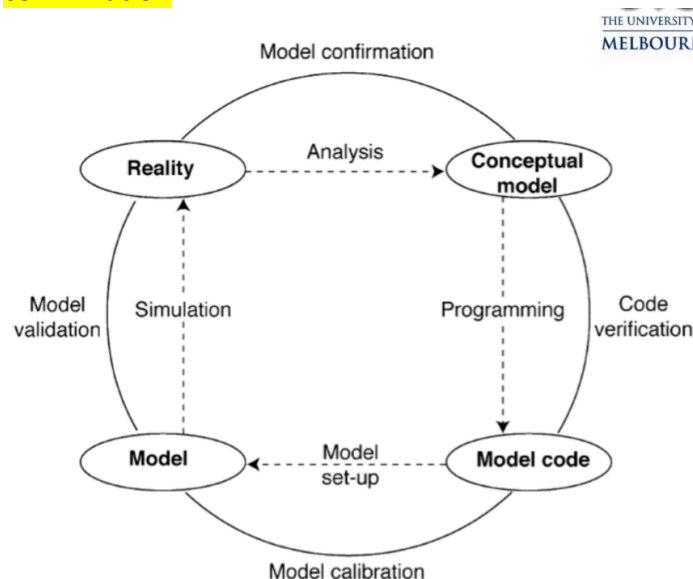 THE UNIVERSITY
MELBOUR
Model confirmation
Reality
Analysis
Conceptual
model
Model
validation
Simulation
Programming
Code
verification
Model
Model
set-up
Model code
Model calibration